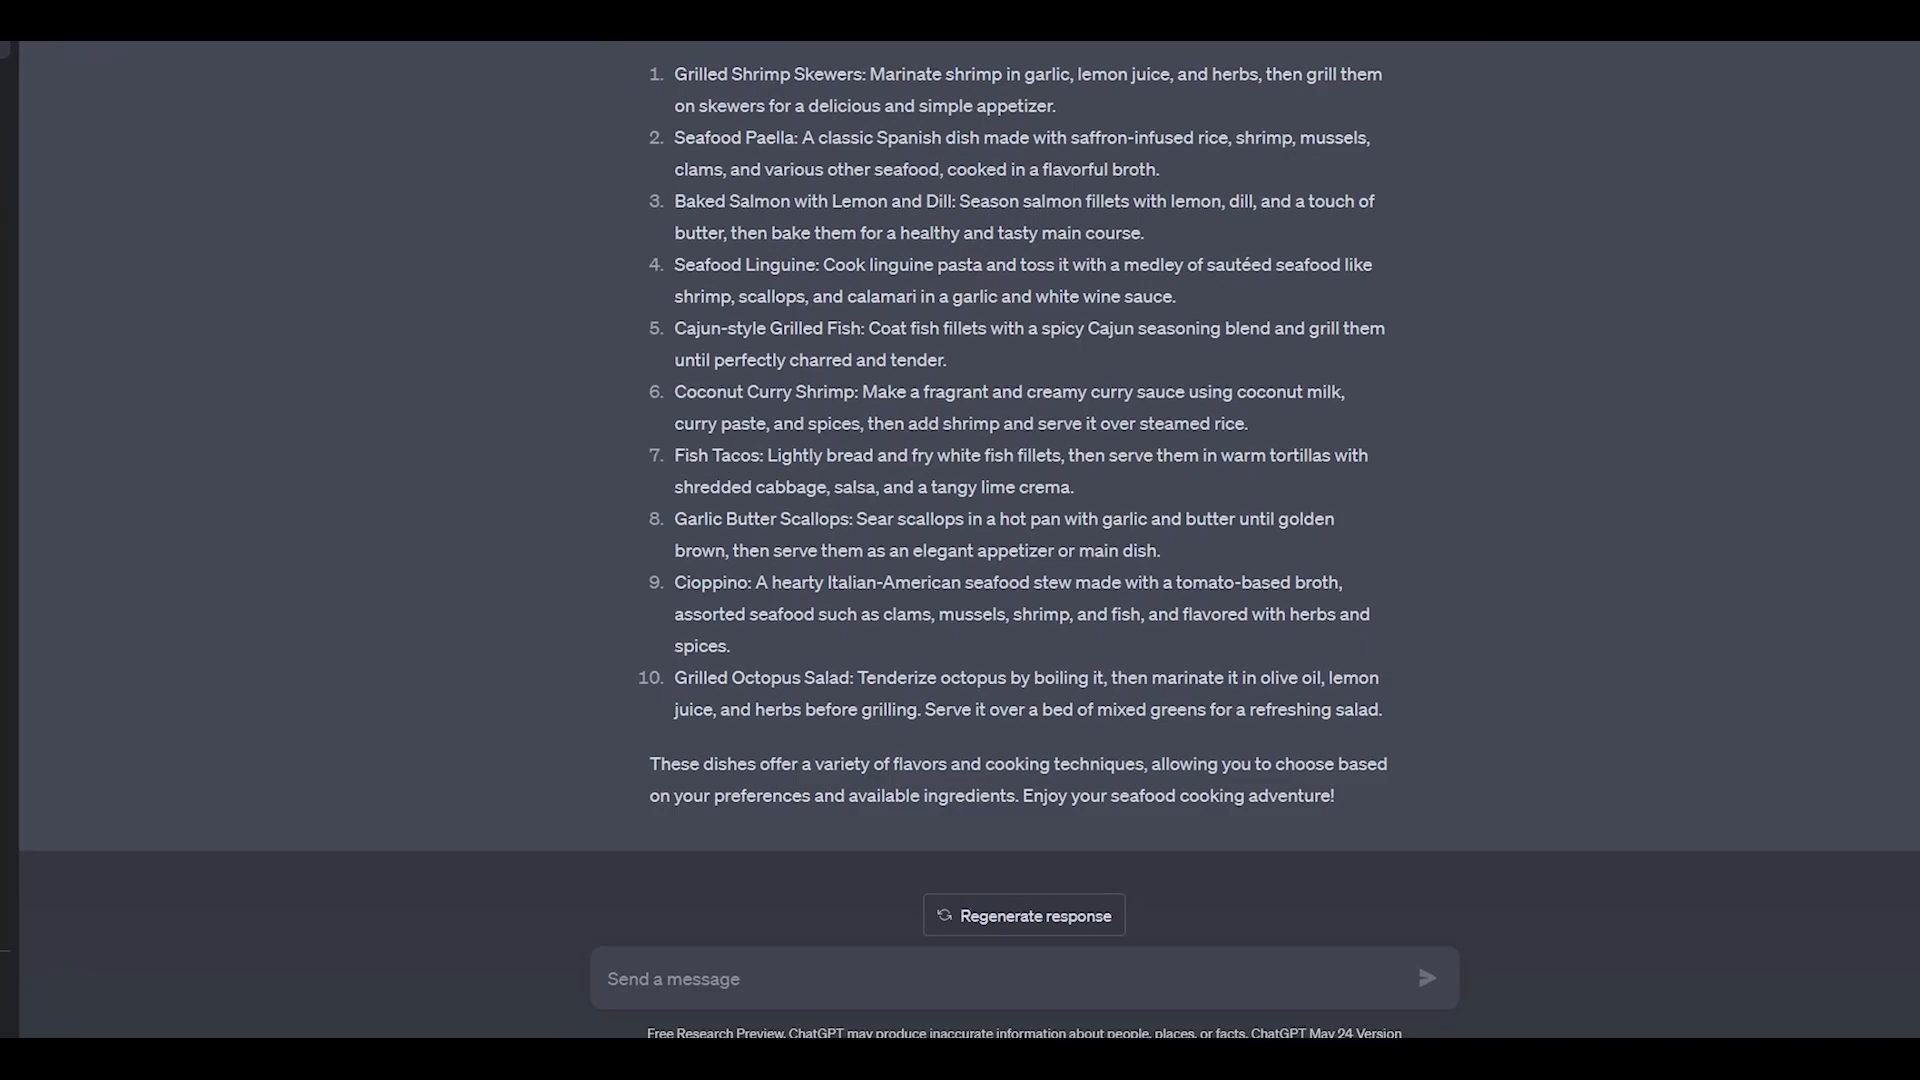 1. Grilled Shrimp Skewers: Marinate shrimp in garlic, lemon juice, and herbs, then grill them
on skewers for a delicious and simple appetizer.
2. Seafood Paella: A classic Spanish dish made with saffron-infused rice, shrimp, mussels,
clams, and various other seafood, cooked in a flavorful broth.
3. Baked Salmon with Lemon and Dill: Season salmon fillets with lemon, dill, and a touch of
butter, then bake them for a healthy and tasty main course.
4. Seafood Linguine: Cook linguine pasta and toss it with a medley of sautéed seafood like
shrimp, scallops, and calamari in a garlic and white wine sauce.
5. Cajun-style Grilled Fish: Coat fish fillets with a spicy Cajun seasoning blend and grill them
until perfectly charred and tender.
6. Coconut Curry Shrimp: Make a fragrant and creamy curry sauce using coconut milk,
curry paste, and spices, then add shrimp and serve it over steamed rice.
7. Fish Tacos: Lightly bread and fry white fish fillets, then serve them in warm tortillas with
shredded cabbage, salsa, and a tangy lime crema.
8. Garlic Butter Scallops: Sear scallops in a hot pan with garlic and butter until golden
brown, then serve them as an elegant appetizer or main dish.
9. Cioppino: A hearty Italian-American seafood stew made with a tomato-based broth,
assorted seafood such as clams, mussels, shrimp, and fish, and flavored with herbs and
spices.
10. Grilled Octopus Salad: Tenderize octopus by boiling it, then marinate it in olive oil, lemon
juice, and herbs before grilling. Serve it over a bed of mixed greens for a refreshing salad.
These dishes offer a variety of flavors and cooking techniques, allowing you to choose based
on your preferences and available ingredients. Enjoy your seafood cooking adventure!
Regenerate response
Send a message
Free Research Preview. ChatGPT may produce inaccurate information about people, places, or facts. ChatGPT May 24 Version